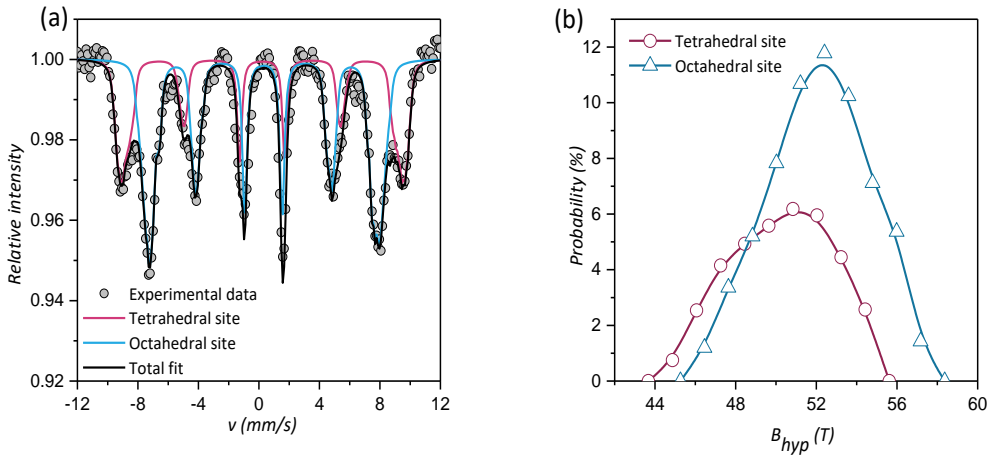 (a)
1.00
0.98
0.96
0.94
0.92
Relative intensity
Experimental data
Tetrahedral site
Octahedral site
Total fit
-12 -8 -4 0 4 8 12
v (mm/s)
(b)
12
10
8
6
4
2
0
Probability (%)
Tetrahedral site
Octahedral site
44 48 52 56 60
B_hyp (T)